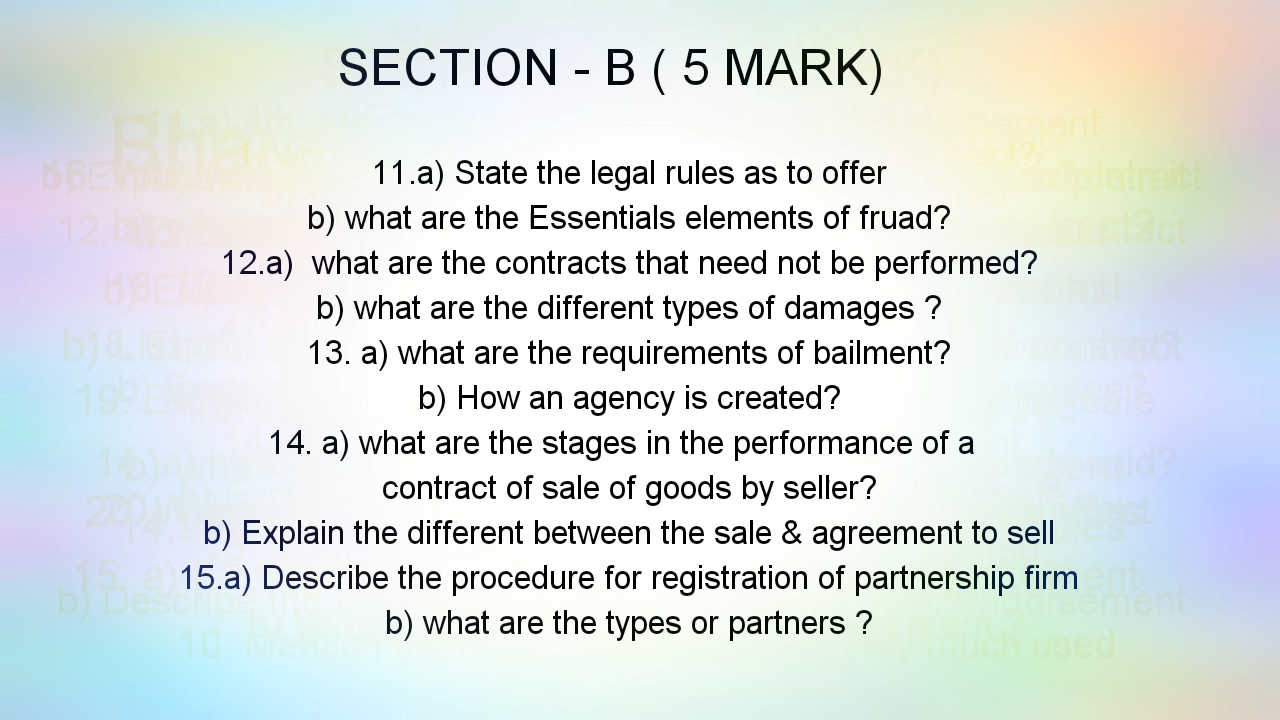 SECTION - B ( 5 MARK)
11.a) State the legal rules as to offer
b) what are the Essentials elements of fruad?
12.a)  what are the contracts that need not be performed?
b) what are the different types of damages ?
13. a) what are the requirements of bailment?
b) How an agency is created?
14. a) what are the stages in the performance of a
contract of sale of goods by seller?
b) Explain the different between the sale & agreement to sell
15.a) Describe the procedure for registration of partnership firm
b) what are the types or partners ?